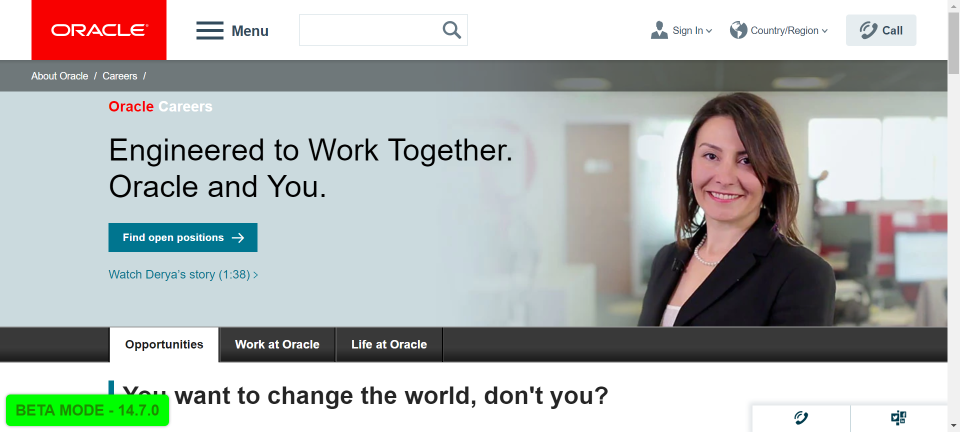 ORACLE
Menu
Sign In
Country/Region
Call
About Oracle / Careers /
Oracle Careers
Engineered to Work Together.
Oracle and You.
Find open positions
Watch Derya's story (1:38)
Opportunities
Work at Oracle
Life at Oracle
You want to change the world, don't you?
BETA MODE - 14.7.0